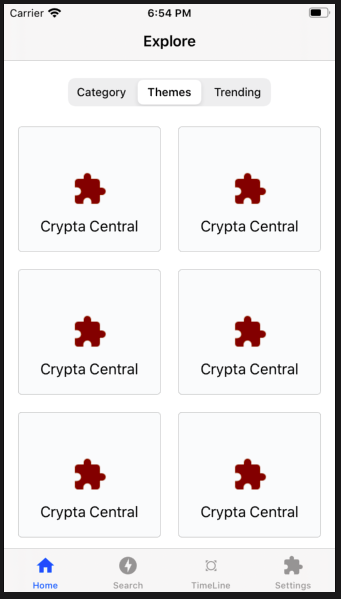 Carrier 6:54 PM
Explore
Category Themes Trending
Crypta Central Crypta Central
Crypta Central Crypta Central
Crypta Central Crypta Central
Home Search TimeLine Settings